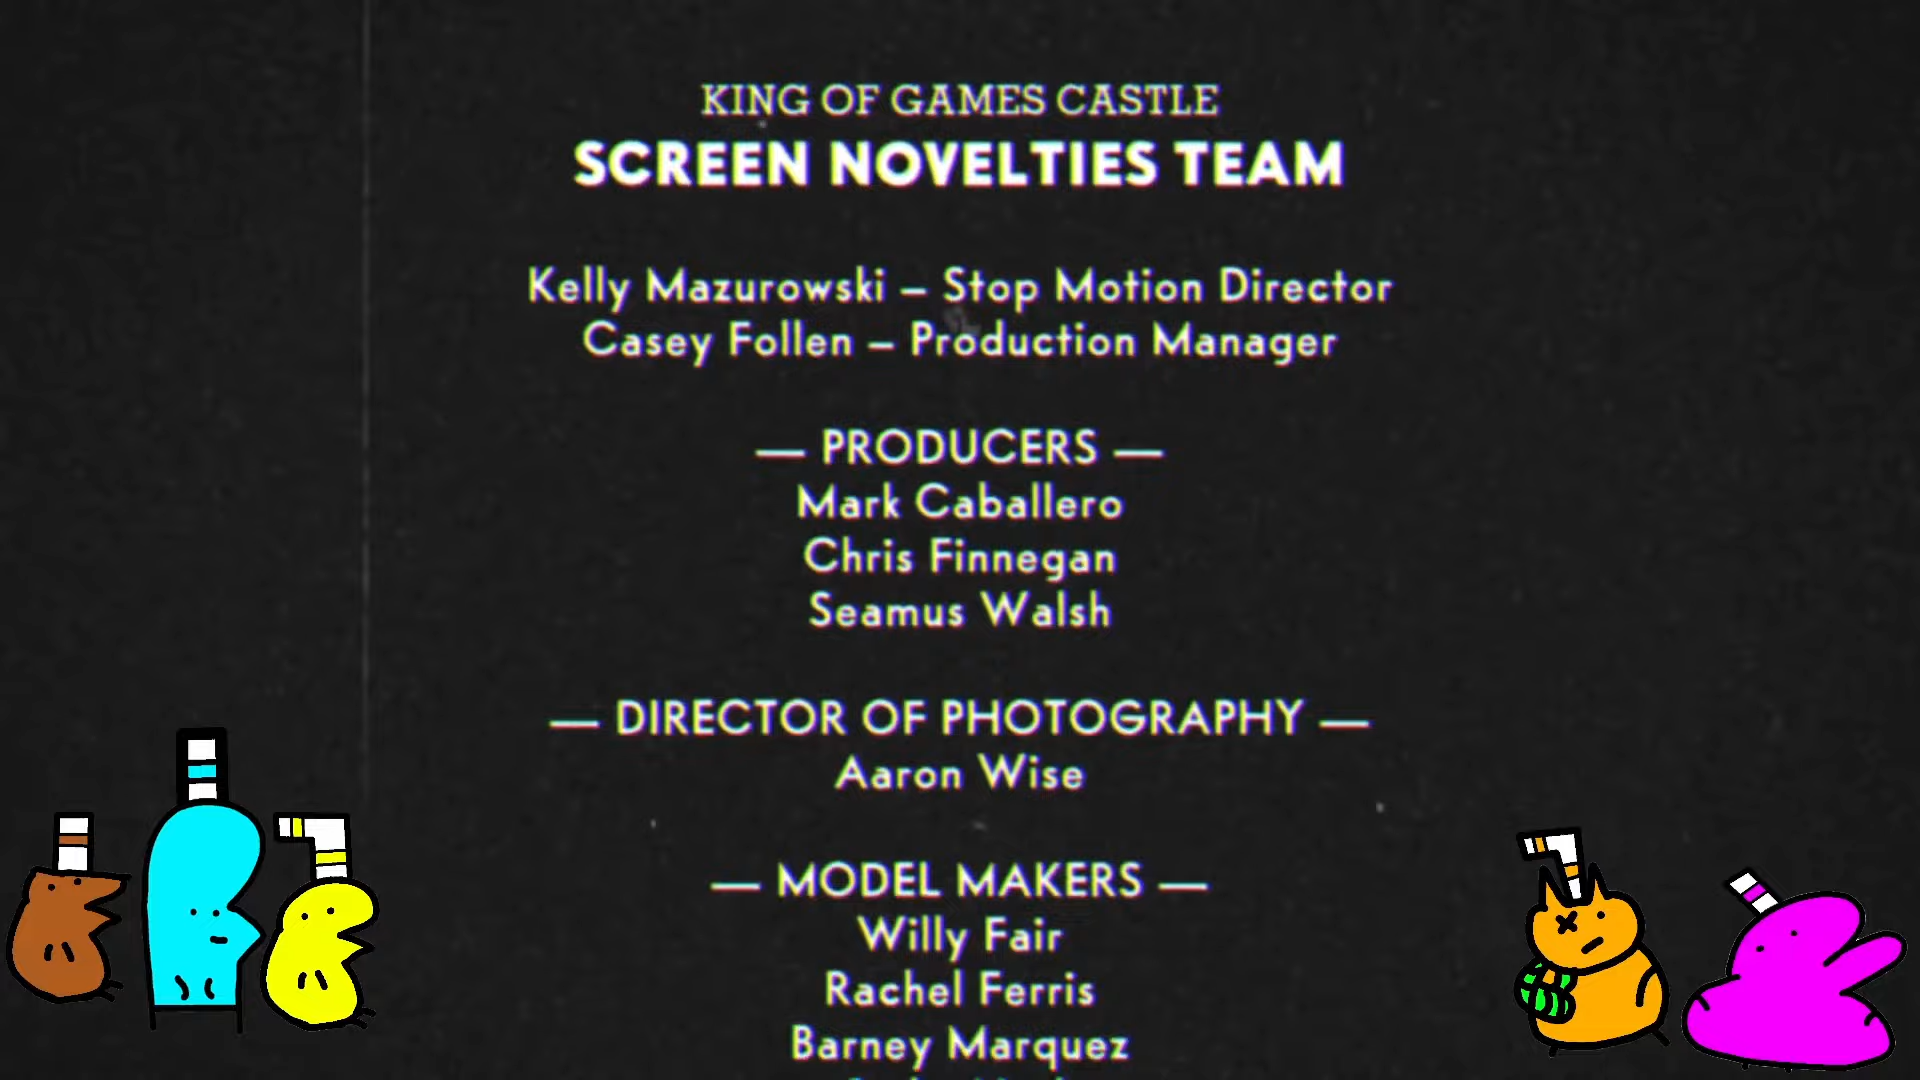 KING OF GAMES CASTLE
SCREEN NOVELTIES TEAM
Kelly Mazurowski – Stop Motion Director
Casey Follen – Production Manager
— PRODUCERS —
Mark Caballero
Chris Finnegan
Seamus Walsh
— DIRECTOR OF PHOTOGRAPHY —
Aaron Wise
— MODEL MAKERS —
Willy Fair
Rachel Ferris
Barney Marquez